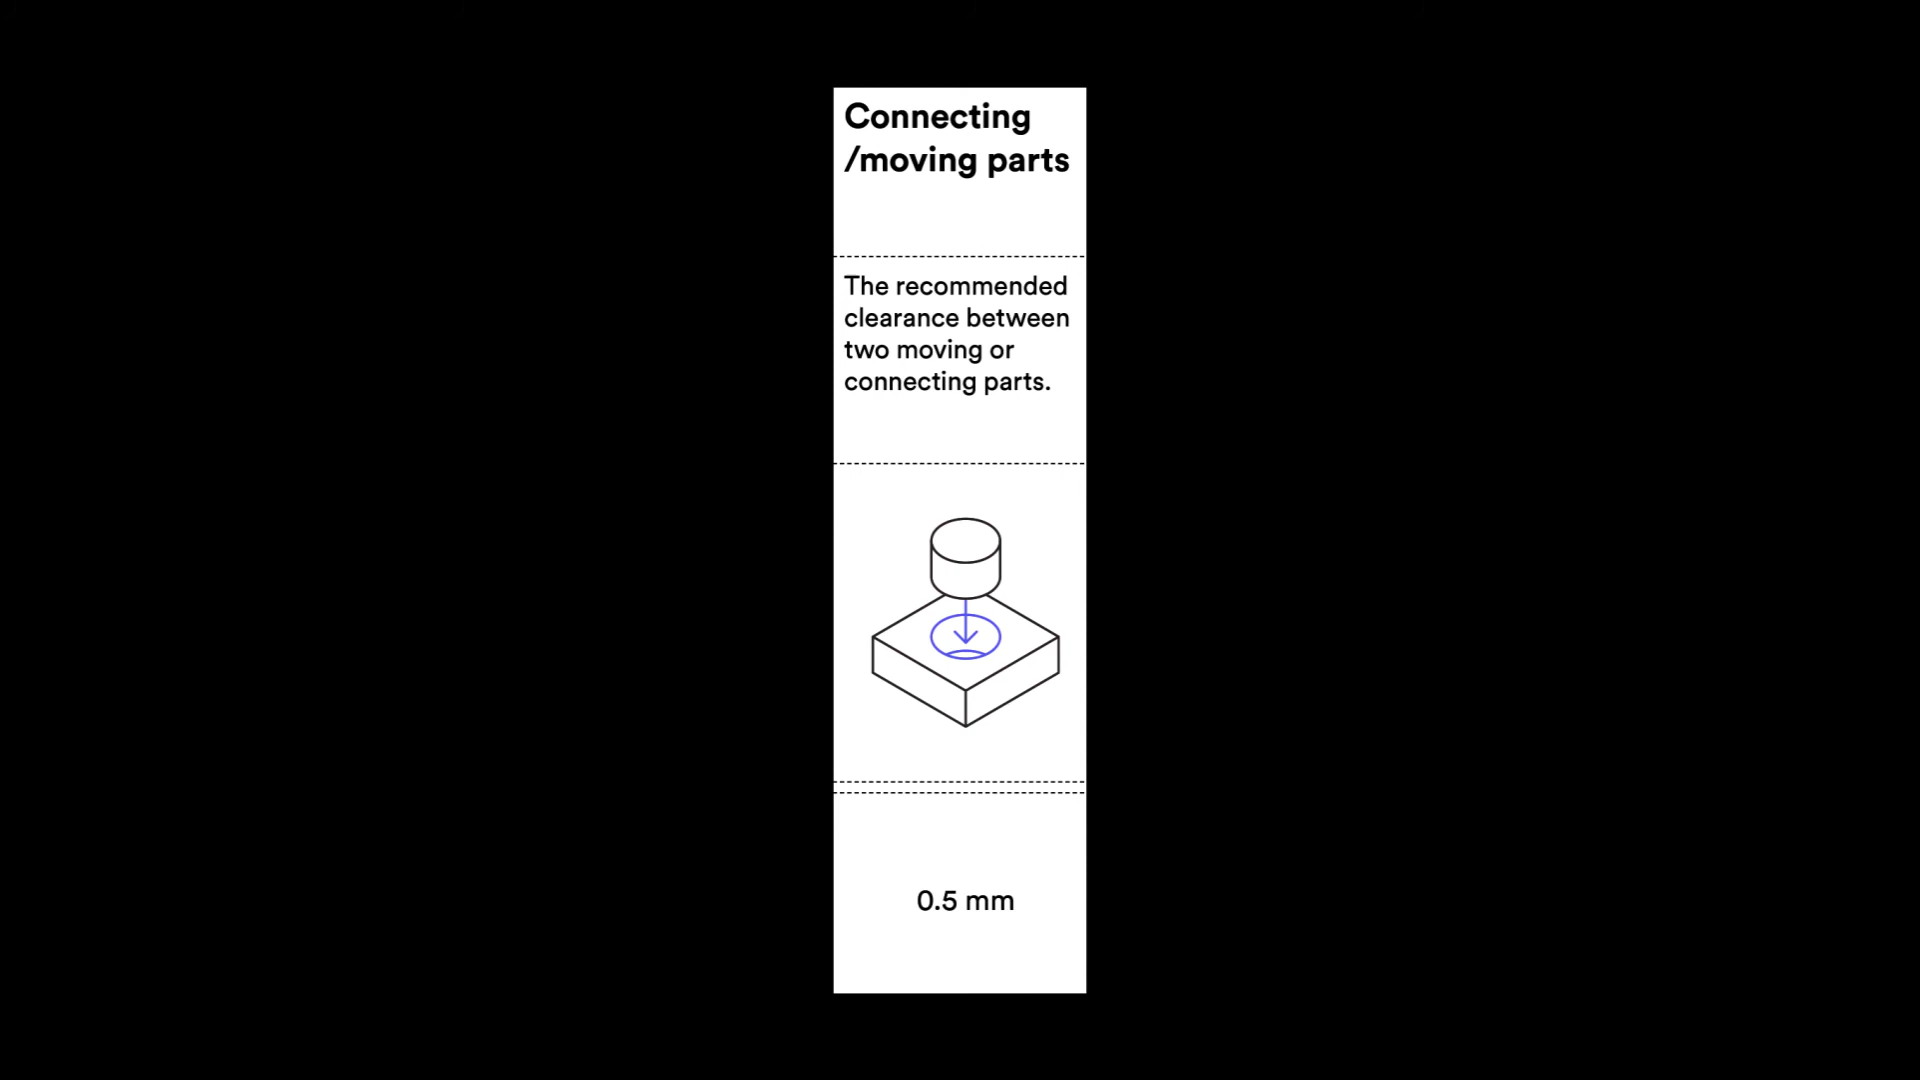 Connecting
/moving parts
The recommended
clearance between
two moving or
connecting parts.
0.5 mm